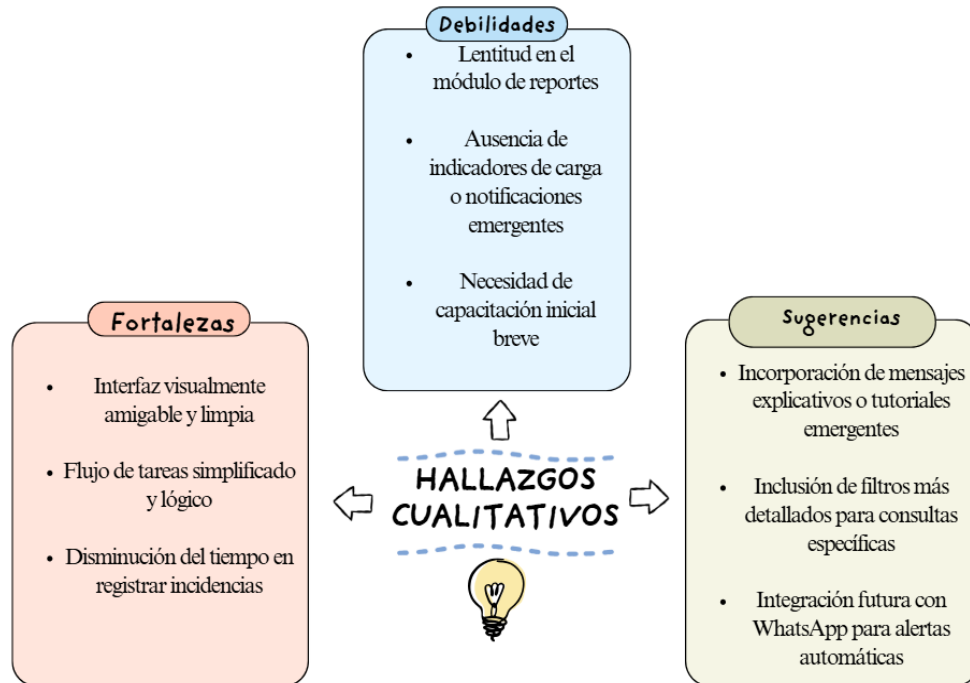 Debilidades
• Lentitud en el
módulo de reportes
• Ausencia de
indicadores de carga
o notificaciones
emergentes
• Necesidad de
capacitación inicial
breve
Fortalezas
• Interfaz visualmente
amigable y limpia
• Flujo de tareas simplificado
y lógico
• Disminución del tiempo en
registrar incidencias
HALLAZGOS
CUALITATIVOS
Sugerencias
• Incorporación de mensajes
explicativos o tutoriales
emergentes
• Inclusión de filtros más
detallados para consultas
específicas
• Integración futura con
WhatsApp para alertas
automáticas